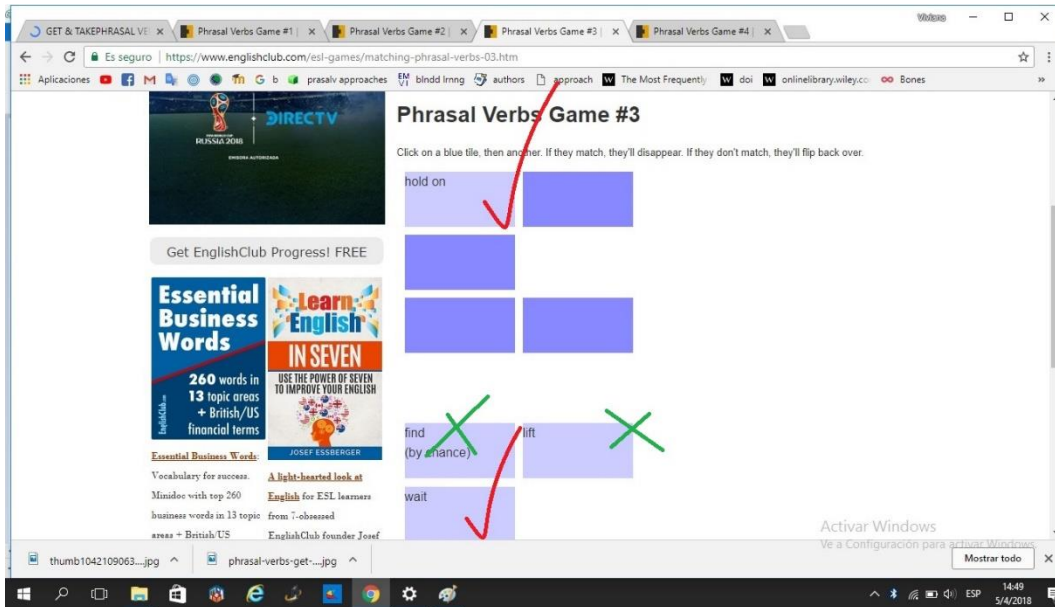 Viviana
GET & TAKEPHRASAL VE
Phrasal Verbs Game #1 |
Phrasal Verbs Game #2 |
Phrasal Verbs Game #3 |
Phrasal Verbs Game #4 |
Es seguro | https://www.englishclub.com/esl-games/matching-phrasal-verbs-03.htm
Aplicaciones
b
prasalv approaches
blndd lrnng
authors
approach
The Most Frequently
doi
onlinelibrary.wiley.co
Bones
»
RUSSIA 2018
DIRECTV
EMISORA AUTORIZADA
Phrasal Verbs Game #3
Click on a blue tile, then another. If they match, they'll disappear. If they don't match, they'll flip back over.
hold on
Get EnglishClub Progress! FREE
Essential
Business
Words
260 words in
13 topic areas
+ British/US
financial terms
EnglishClub
Learn
English
IN SEVEN
USE THE POWER OF SEVEN
TO IMPROVE YOUR ENGLISH
JOSEF ESSBERGER
find
(by chance)
lift
wait
Essential Business Words:
Vocabulary for success.
Minidoc with top 260
business words in 13 topic
areas + British/US
A light-hearted look at
English for ESL learners
from 7-obsessed
EnglishClub founder Josef
Activar Windows
Ve a Configuración para activar Windows.
thumb1042109063....jpg
phrasal-verbs-get-....jpg
Mostrar todo
ESP
14:49
5/4/2018